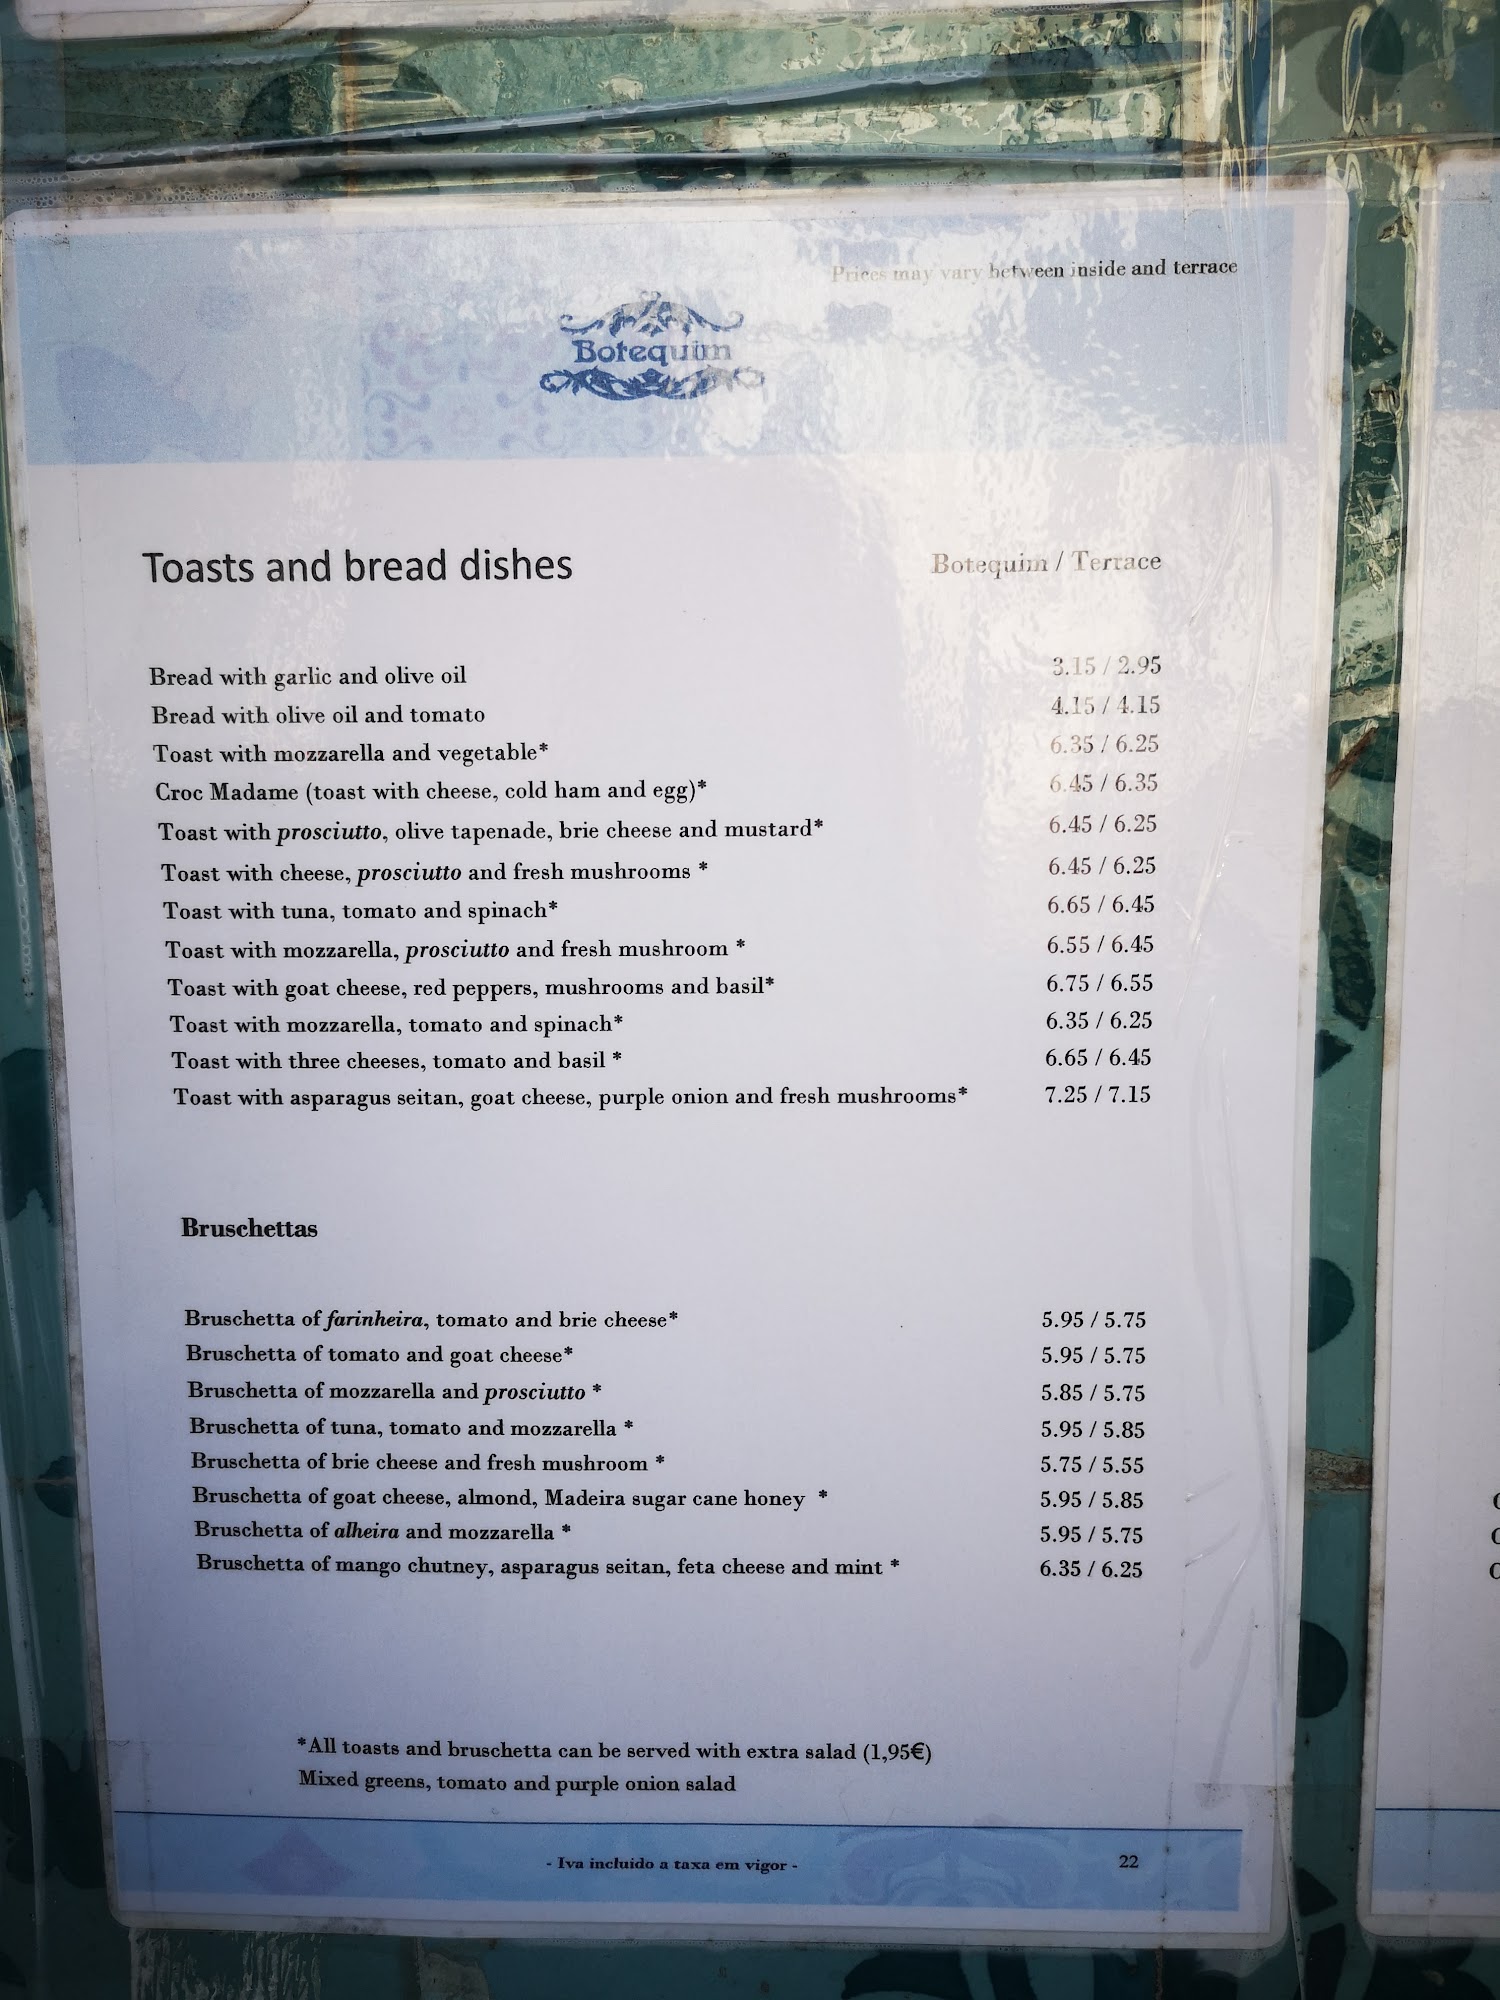 Prices may vary between inside and terrace
Botequim
Toasts and bread dishes Botequim / Terrace
Bread with garlic and olive oil 3.15 / 2.95
Bread with olive oil and tomato 4.15 / 4.15
Toast with mozzarella and vegetable* 6.35 / 6.25
Croc Madame (toast with cheese, cold ham and egg)* 6.45 / 6.35
Toast with prosciutto, olive tapenade, brie cheese and mustard* 6.45 / 6.25
Toast with cheese, prosciutto and fresh mushrooms * 6.45 / 6.25
Toast with tuna, tomato and spinach* 6.65 / 6.45
Toast with mozzarella, prosciutto and fresh mushroom * 6.55 / 6.45
Toast with goat cheese, red peppers, mushrooms and basil* 6.75 / 6.55
Toast with mozzarella, tomato and spinach* 6.35 / 6.25
Toast with three cheeses, tomato and basil * 6.65 / 6.45
Toast with asparagus seitan, goat cheese, purple onion and fresh mushrooms* 7.25 / 7.15
Bruschettas
Bruschetta of farinheira, tomato and brie cheese* 5.95 / 5.75
Bruschetta of tomato and goat cheese* 5.95 / 5.75
Bruschetta of mozzarella and prosciutto * 5.85 / 5.75
Bruschetta of tuna, tomato and mozzarella * 5.95 / 5.85
Bruschetta of brie cheese and fresh mushroom * 5.75 / 5.55
Bruschetta of goat cheese, almond, Madeira sugar cane honey * 5.95 / 5.85
Bruschetta of alheira and mozzarella * 5.95 / 5.75
Bruschetta of mango chutney, asparagus seitan, feta cheese and mint * 6.35 / 6.25
*All toasts and bruschetta can be served with extra salad (1,95€)
Mixed greens, tomato and purple onion salad
- Iva incluido a taxa em vigor - 22